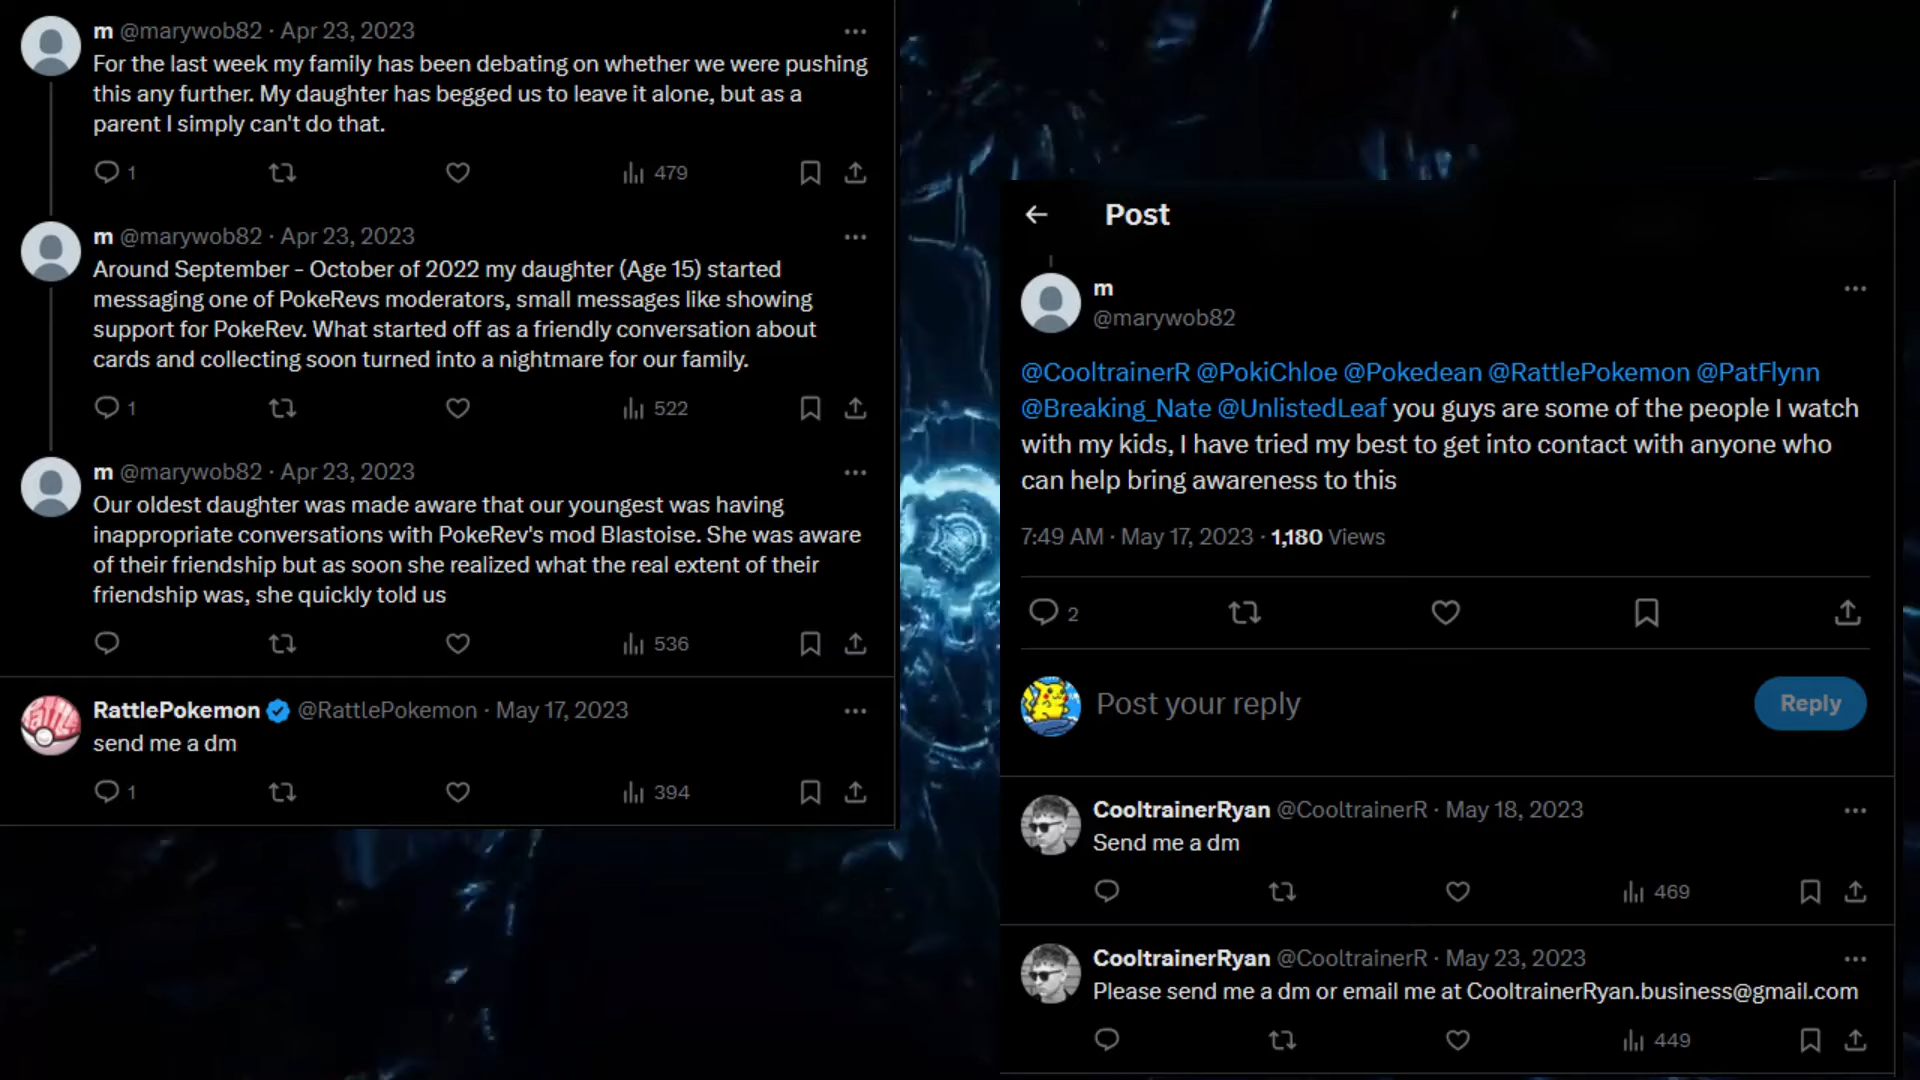 m @marywob82 · Apr 23, 2023
For the last week my family has been debating on whether we were pushing
this any further. My daughter has begged us to leave it alone, but as a
parent I simply can't do that.
1 479
m @marywob82 · Apr 23, 2023
Around September - October of 2022 my daughter (Age 15) started
messaging one of PokeRevs moderators, small messages like showing
support for PokeRev. What started off as a friendly conversation about
cards and collecting soon turned into a nightmare for our family.
1 522
m @marywob82 · Apr 23, 2023
Our oldest daughter was made aware that our youngest was having
inappropriate conversations with PokeRev's mod Blastoise. She was aware
of their friendship but as soon she realized what the real extent of their
friendship was, she quickly told us
536
RattlePokemon @RattlePokemon · May 17, 2023
send me a dm
1 394
Post
m
@marywob82
@CooltrainerR @PokiChloe @Pokedean @RattlePokemon @PatFlynn
@Breaking_Nate @UnlistedLeaf you guys are some of the people I watch
with my kids, I have tried my best to get into contact with anyone who
can help bring awareness to this
7:49 AM · May 17, 2023 · 1,180 Views
2
Post your reply
Reply
CooltrainerRyan @CooltrainerR · May 18, 2023
Send me a dm
469
CooltrainerRyan @CooltrainerR · May 23, 2023
Please send me a dm or email me at CooltrainerRyan.business@gmail.com
449